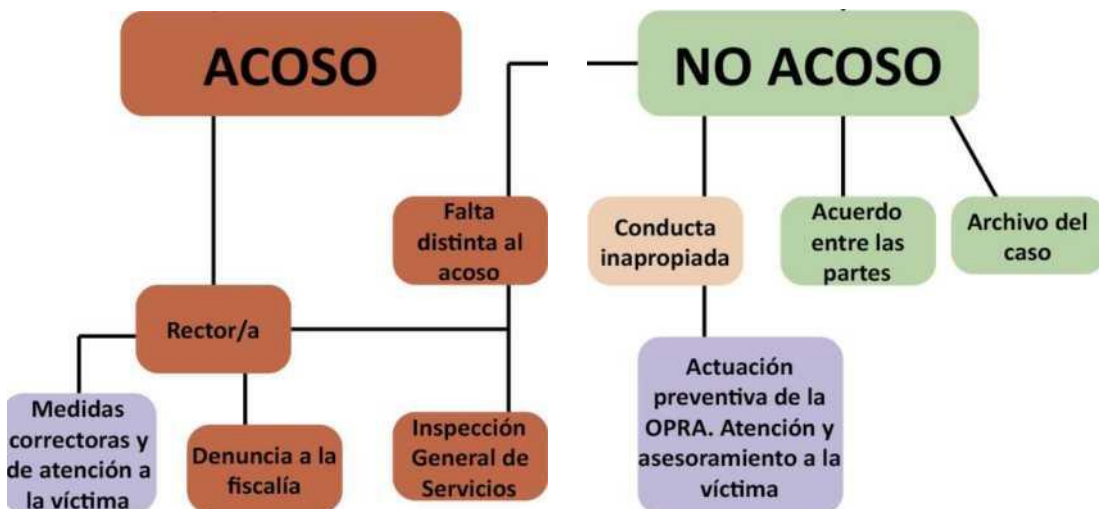 ACOSO
NO ACOSO
Falta
distinta al
acoso
Conducta
inapropiada
Acuerdo
entre las
partes
Archivo del
caso
Rector/a
Medidas
correctoras y
de atención a
la víctima
Denuncia a la
fiscalía
Inspección
General de
Servicios
Actuación
preventiva de la
OPRA. Atención y
asesoramiento a la
víctima